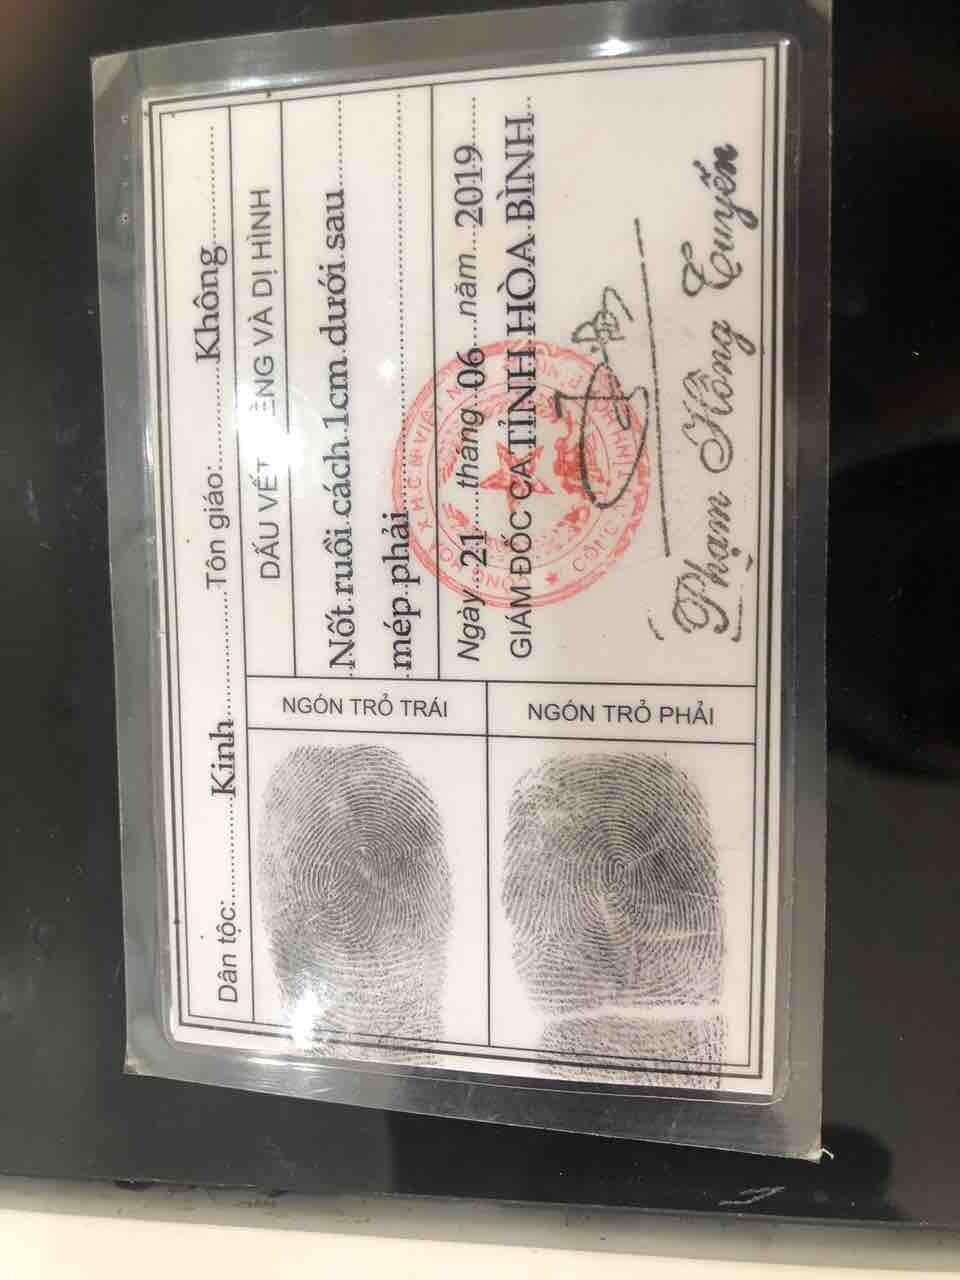 Dân tộc: Kinh Tôn giáo: Không
DẤU VẾT ÊNG VÀ DỊ HÌNH
Nốt ruồi cách 1cm dưới sau
mép phải
Ngày 21 tháng 06 năm 2019
GIÁM ĐỐC CA TỈNH HÒA BÌNH
Phạm Hồng Tuyến
NGÓN TRỎ TRÁI
NGÓN TRỎ PHẢI